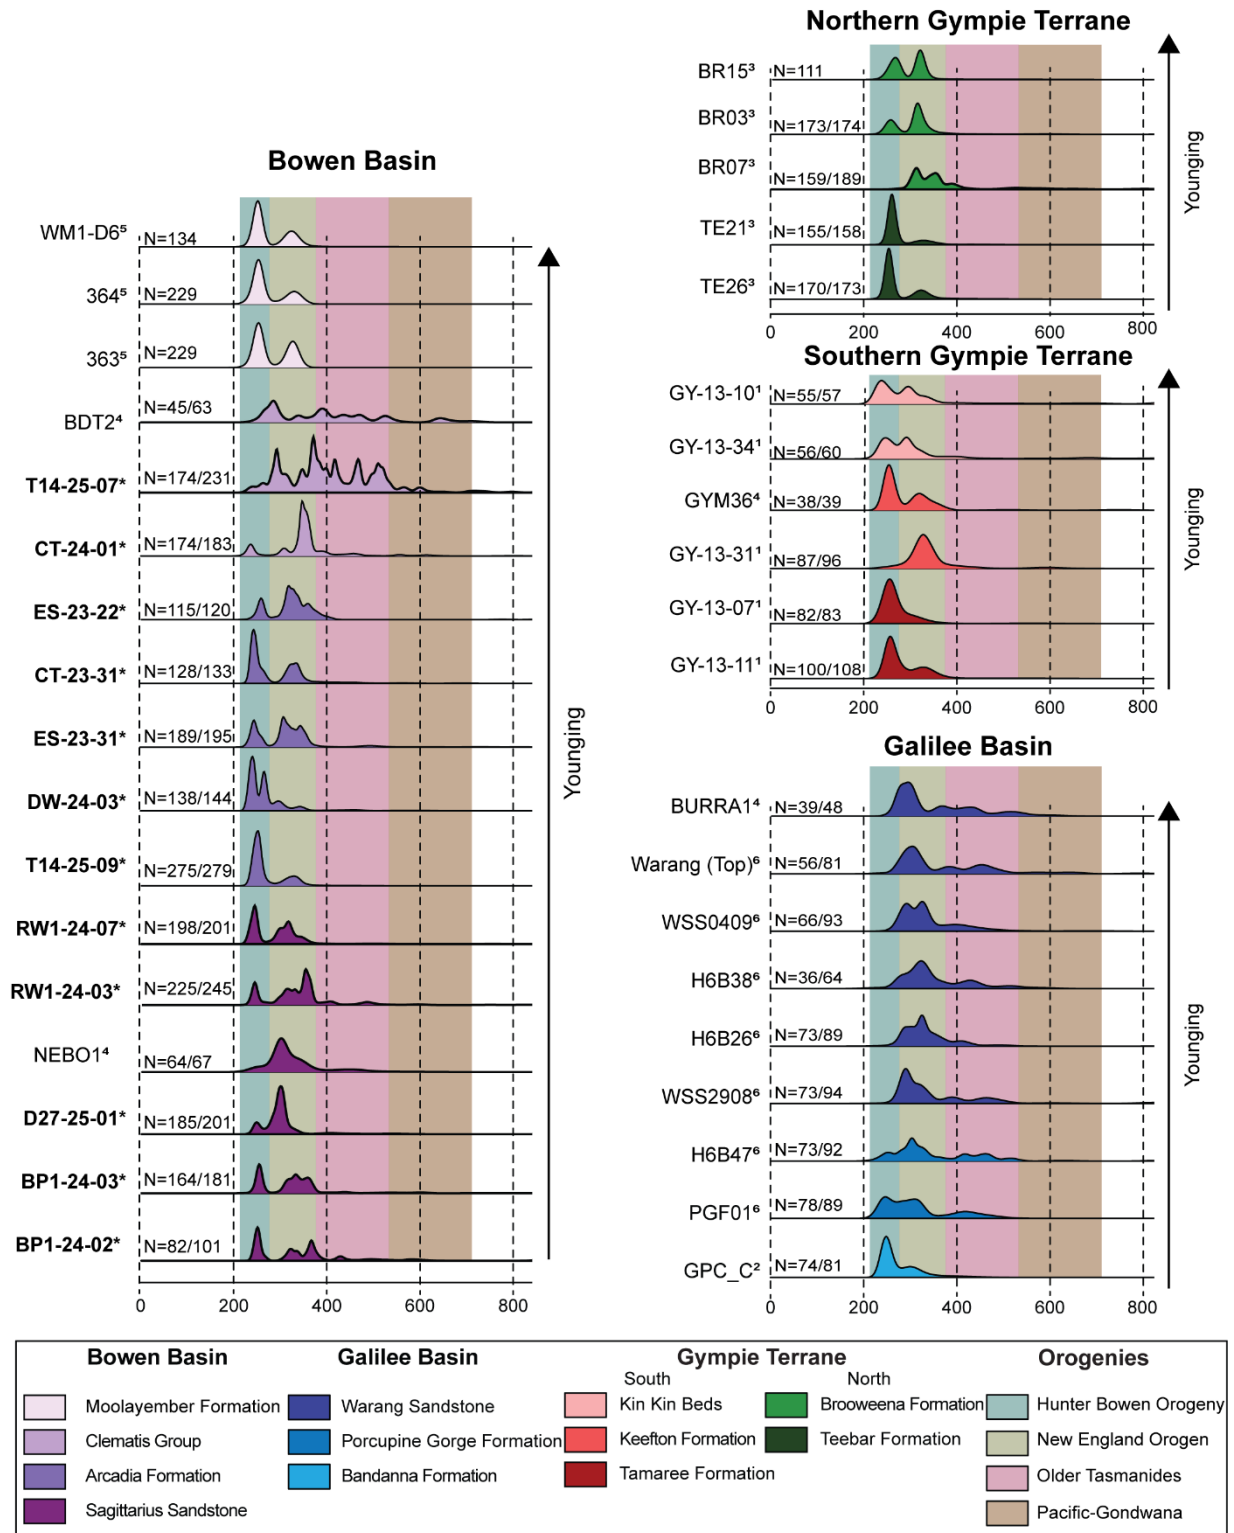 Bowen Basin
WM1-D6⁵ N=134
364⁵ N=229
363⁵ N=229
BDT2⁴ N=45/63
T14-25-07* N=174/231
CT-24-01* N=174/183
ES-23-22* N=115/120
CT-23-31* N=128/133
ES-23-31* N=189/195
DW-24-03* N=138/144
T14-25-09* N=275/279
RW1-24-07* N=198/201
RW1-24-03* N=225/245
NEBO1⁴ N=64/67
D27-25-01* N=185/201
BP1-24-03* N=164/181
BP1-24-02* N=82/101
0 200 400 600 800
Younging
Northern Gympie Terrane
BR15³ N=111
BR03³ N=173/174
BR07³ N=159/189
TE21³ N=155/158
TE26³ N=170/173
0 200 400 600 800
Younging
Southern Gympie Terrane
GY-13-10¹ N=55/57
GY-13-34¹ N=56/60
GYM36⁴ N=38/39
GY-13-31¹ N=87/96
GY-13-07¹ N=82/83
GY-13-11¹ N=100/108
0 200 400 600 800
Younging
Galilee Basin
BURRA1⁴ N=39/48
Warang (Top)⁶ N=56/81
WSS0409⁶ N=66/93
H6B38⁶ N=36/64
H6B26⁶ N=73/89
WSS2908⁶ N=73/94
H6B47⁶ N=73/92
PGF01⁶ N=78/89
GPC_C² N=74/81
0 200 400 600 800
Younging
Bowen Basin
Moolayember Formation
Clematis Group
Arcadia Formation
Sagittarius Sandstone
Galilee Basin
Warang Sandstone
Porcupine Gorge Formation
Bandanna Formation
Gympie Terrane
South
Kin Kin Beds
Keefton Formation
Tamaree Formation
North
Brooweena Formation
Teebar Formation
Orogenies
Hunter Bowen Orogeny
New England Orogen
Older Tasmanides
Pacific-Gondwana